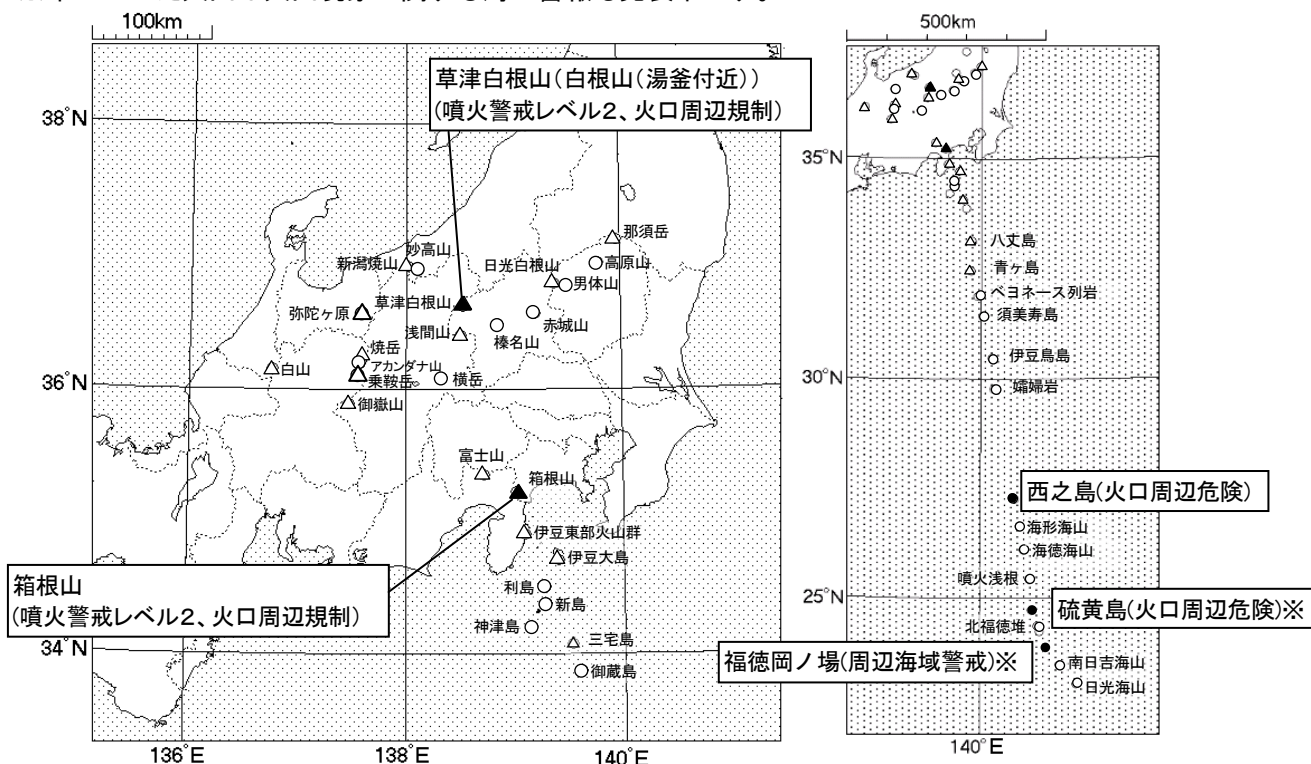 100km
38°N
36°N
34°N
136°E
138°E
140°E
草津白根山(白根山(湯釜付近))
(噴火警戒レベル2、火口周辺規制)
那須岳
妙高山
新潟焼山
日光白根山
高原山
男体山
弥陀ヶ原
草津白根山
赤城山
浅間山
榛名山
焼岳
アカンダナ山
白山
乗鞍岳
横岳
御嶽山
富士山
箱根山
伊豆東部火山群
伊豆大島
利島
新島
神津島
三宅島
御蔵島
箱根山
(噴火警戒レベル2、火口周辺規制)
500km
35°N
30°N
25°N
140°E
八丈島
青ヶ島
ベヨネース列岩
須美寿島
伊豆鳥島
孀婦岩
西之島(火口周辺危険)
海形海山
海徳海山
噴火浅根
硫黄島(火口周辺危険)※
北福徳堆
福徳岡ノ場(周辺海域警戒)※
南日吉海山
日光海山